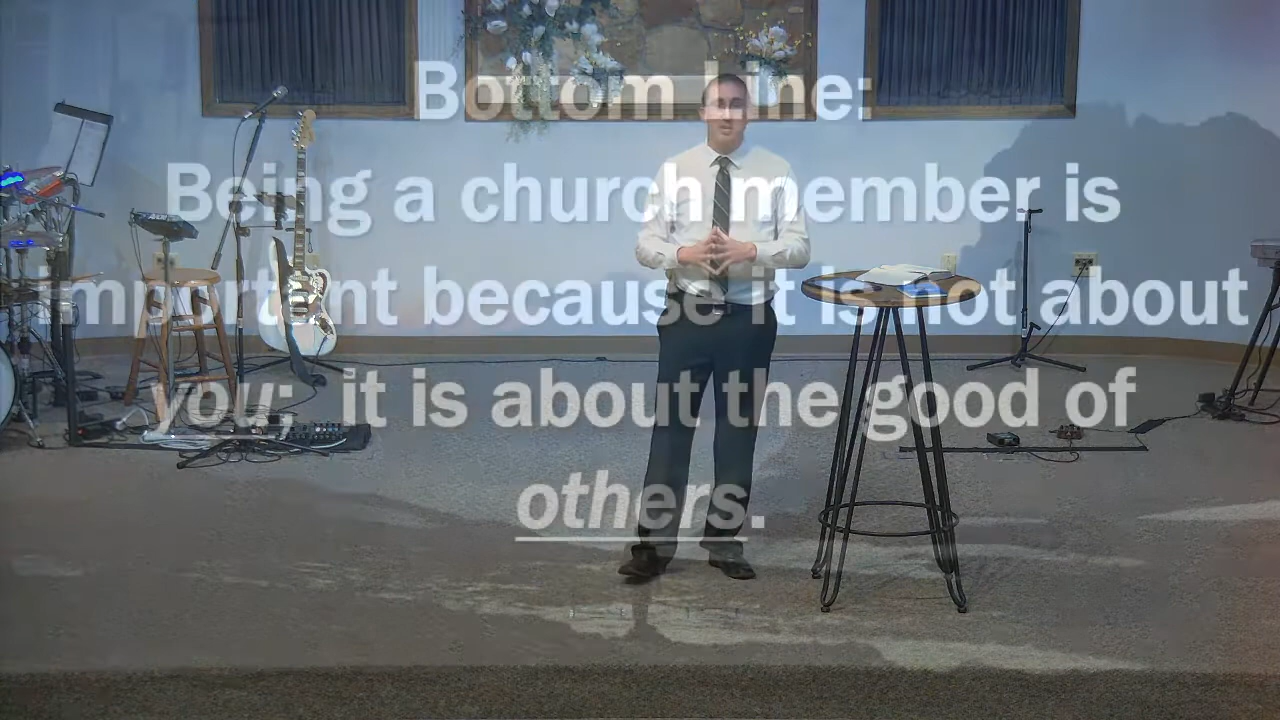 Bottom Line:
Being a church member is
important because it is not about
you; it is about the good of
others.